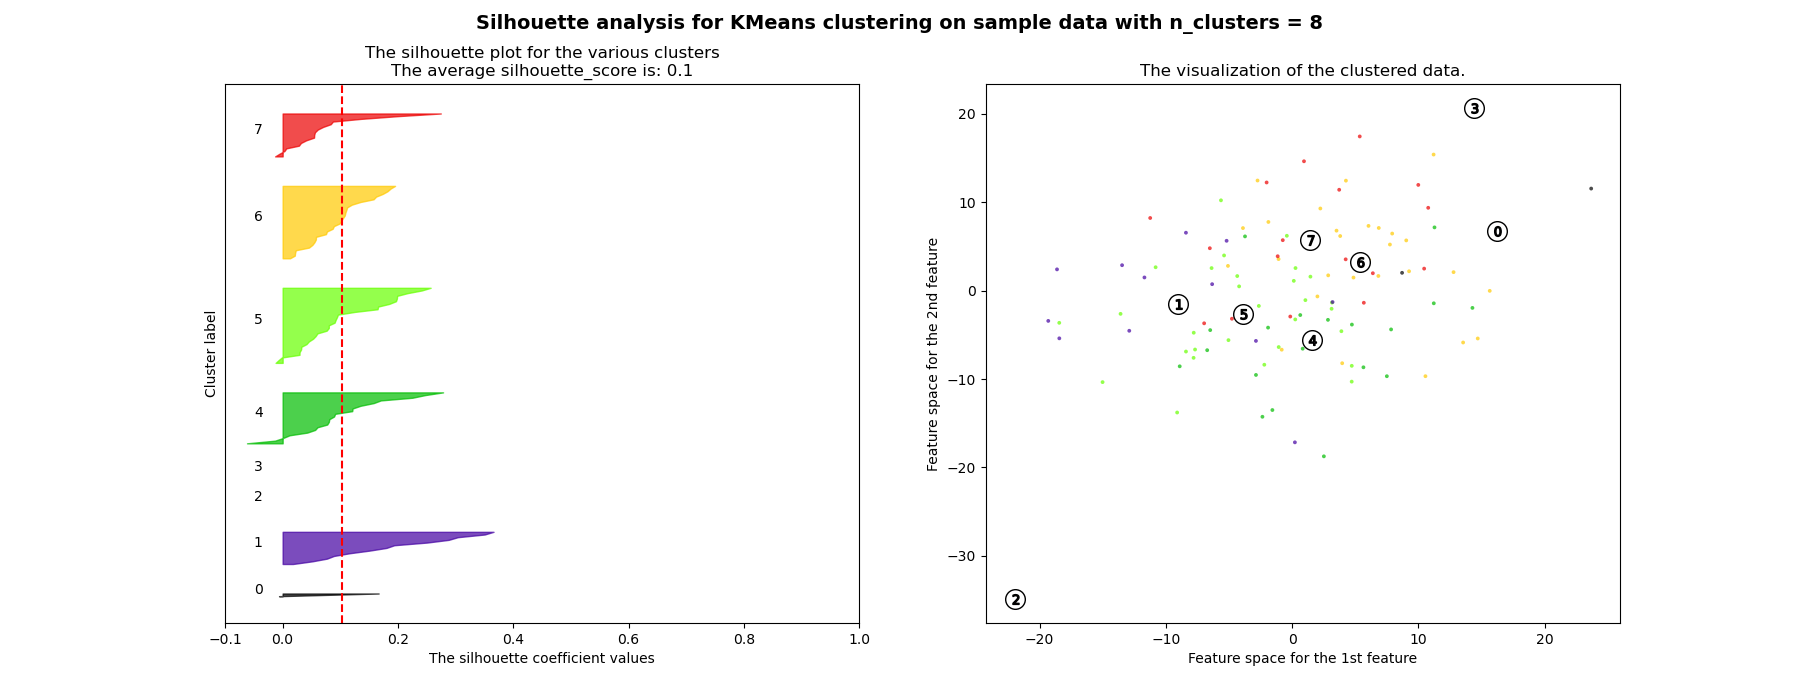 Silhouette analysis for KMeans clustering on sample data with n_clusters = 8
The silhouette plot for the various clusters
The average silhouette_score is: 0.1
Cluster label
7
6
5
4
3
2
1
0
−0.1 0.0 0.2 0.4 0.6 0.8 1.0
The silhouette coefficient values
The visualization of the clustered data.
Feature space for the 2nd feature
20
10
0
−10
−20
−30
3
0
7
6
1
5
4
2
−20 −10 0 10 20
Feature space for the 1st feature